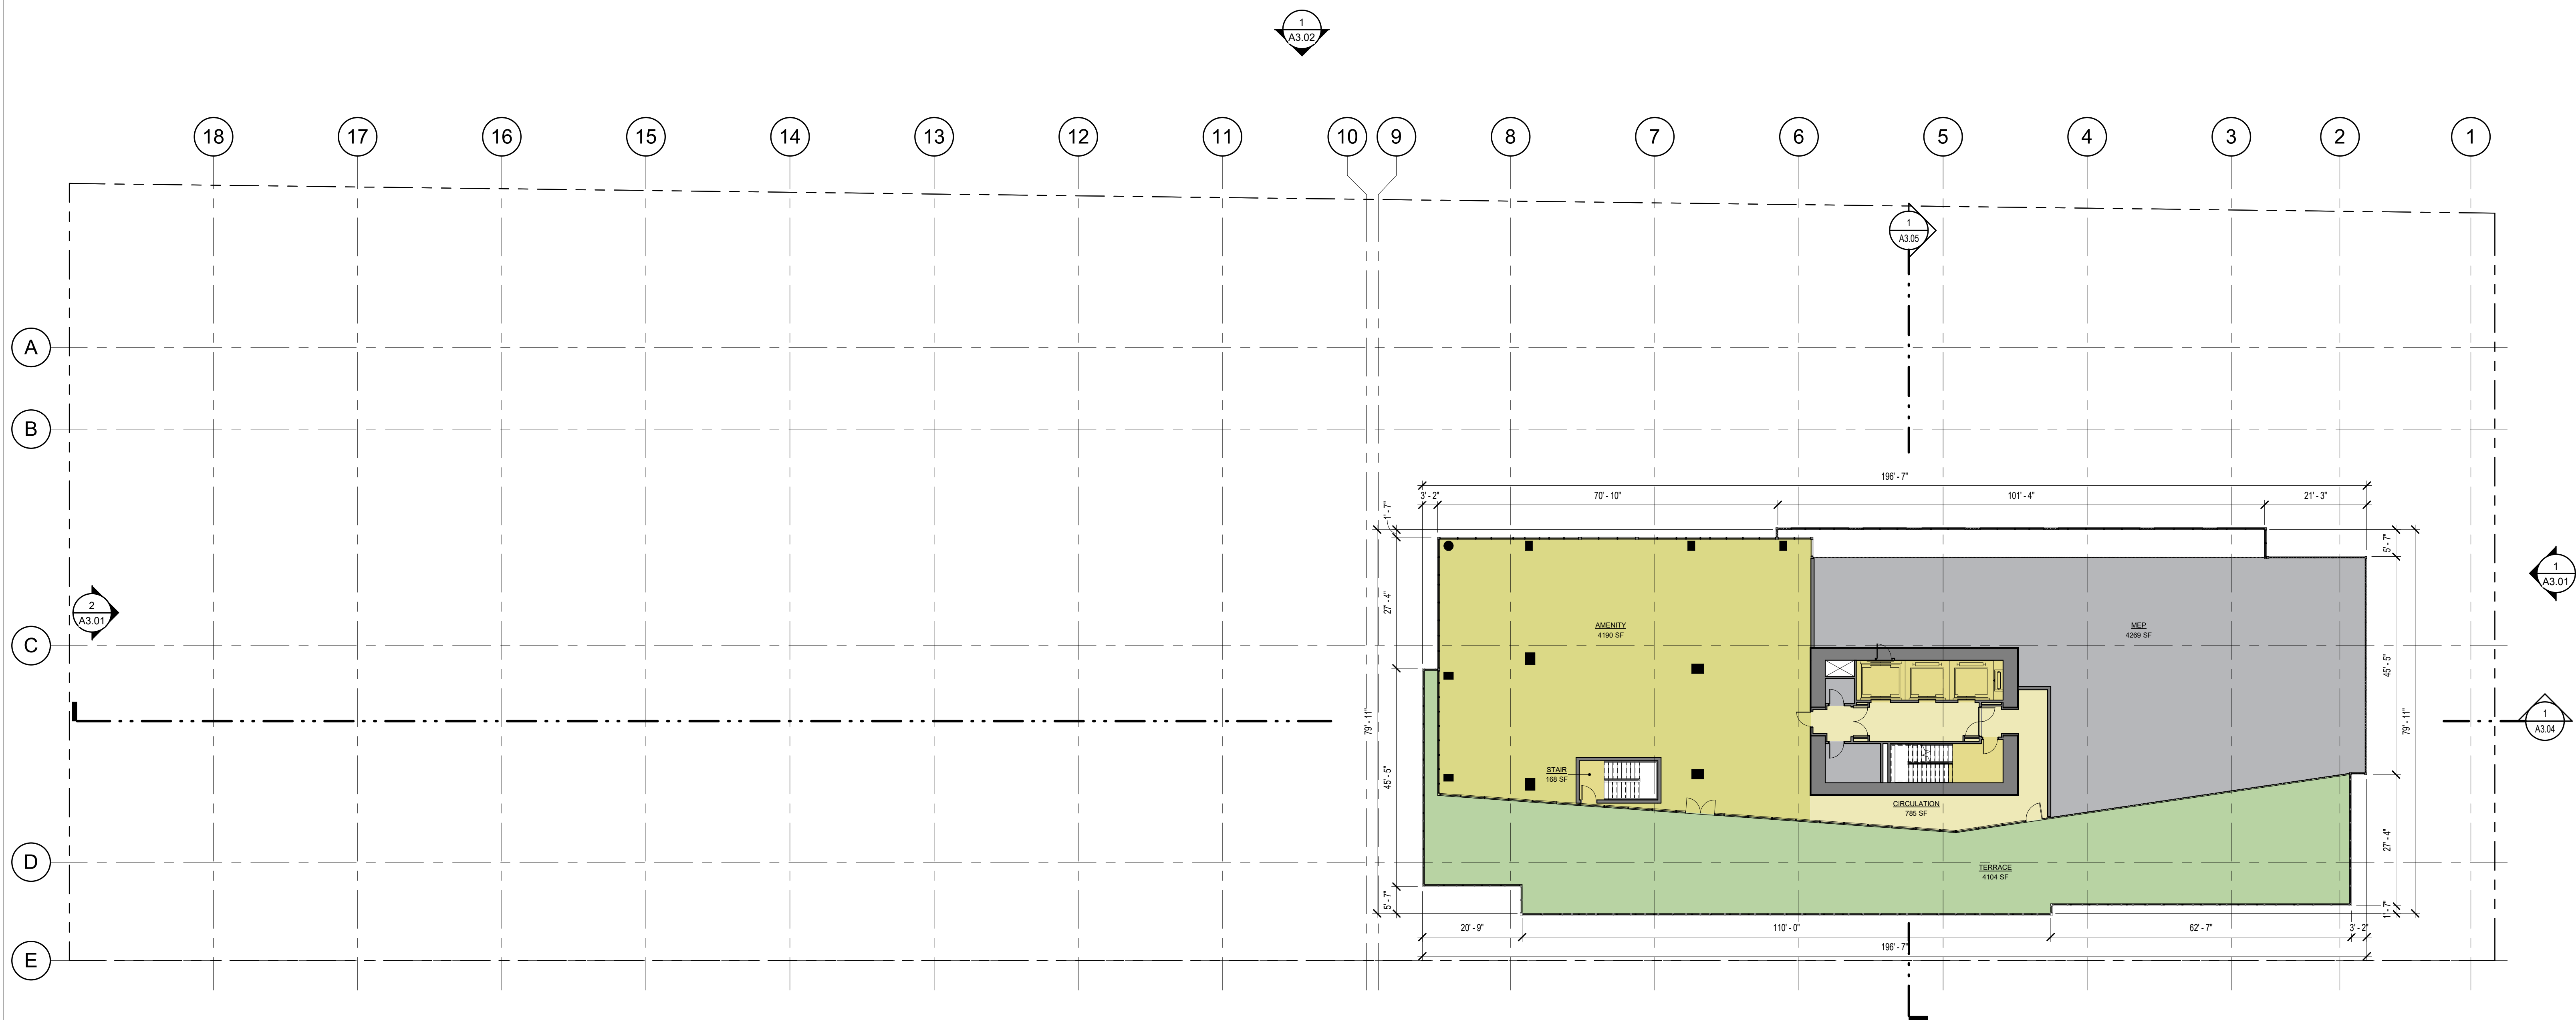 1
A3.02
18 17 16 15 14 13 12 11 10 9 8 7 6 5 4 3 2 1
1
A3.05
A
B
196' - 7"
3' - 2" 70' - 10" 101' - 4" 21' - 3"
1' - 7"
5' - 7"
1
A3.01
27' - 4"
2
A3.01
AMENITY
4190 SF
MEP
4269 SF
C
45' - 5"
79' - 11"
79' - 11"
1
A3.04
45' - 5"
STAIR
168 SF
CIRCULATION
785 SF
27' - 4"
D
TERRACE
4104 SF
5' - 7"
1' - 7"
20' - 9" 110' - 0" 62' - 7" 3' - 2"
196' - 7"
E